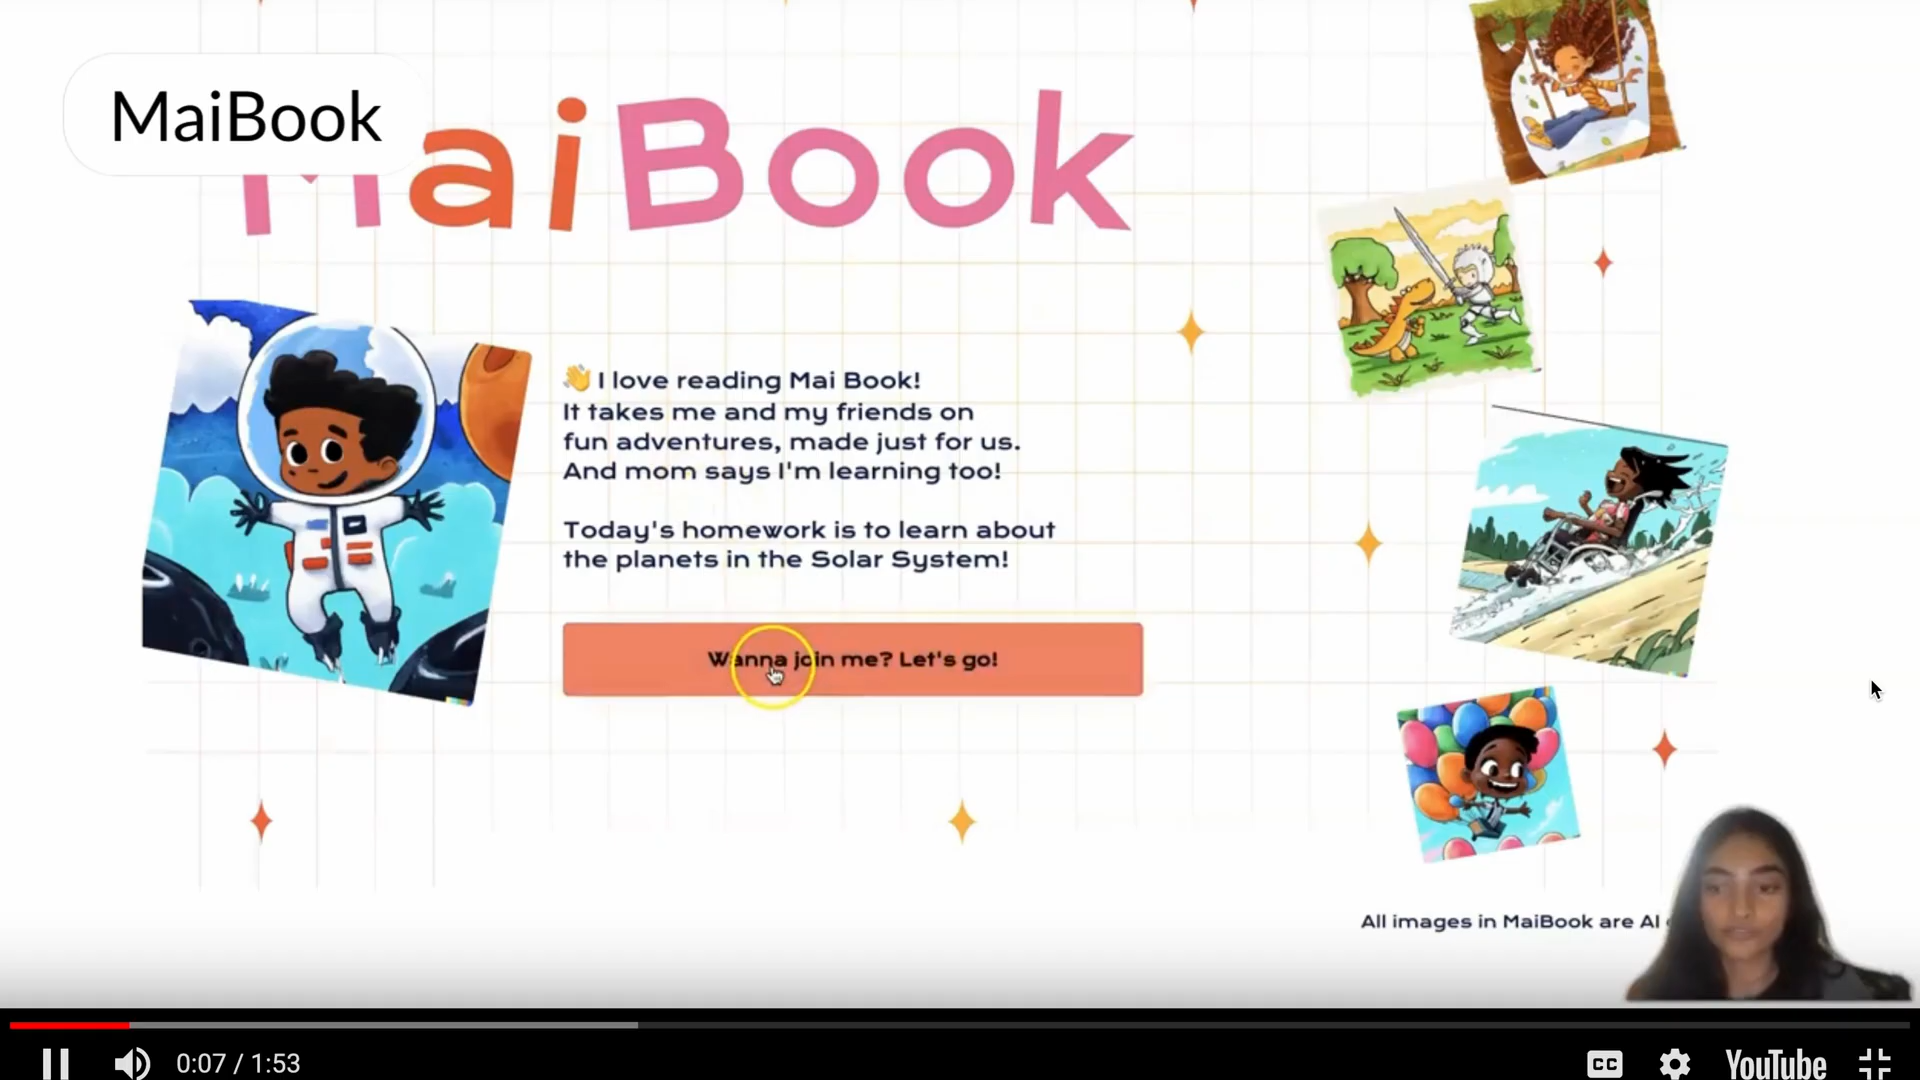 MaiBook
MaiBook
👋 I love reading Mai Book!
It takes me and my friends on
fun adventures, made just for us.
And mom says I'm learning too!
Today's homework is to learn about
the planets in the Solar System!
Wanna join me? Let's go!
All images in MaiBook are AI
0:07 / 1:53
CC
YouTube